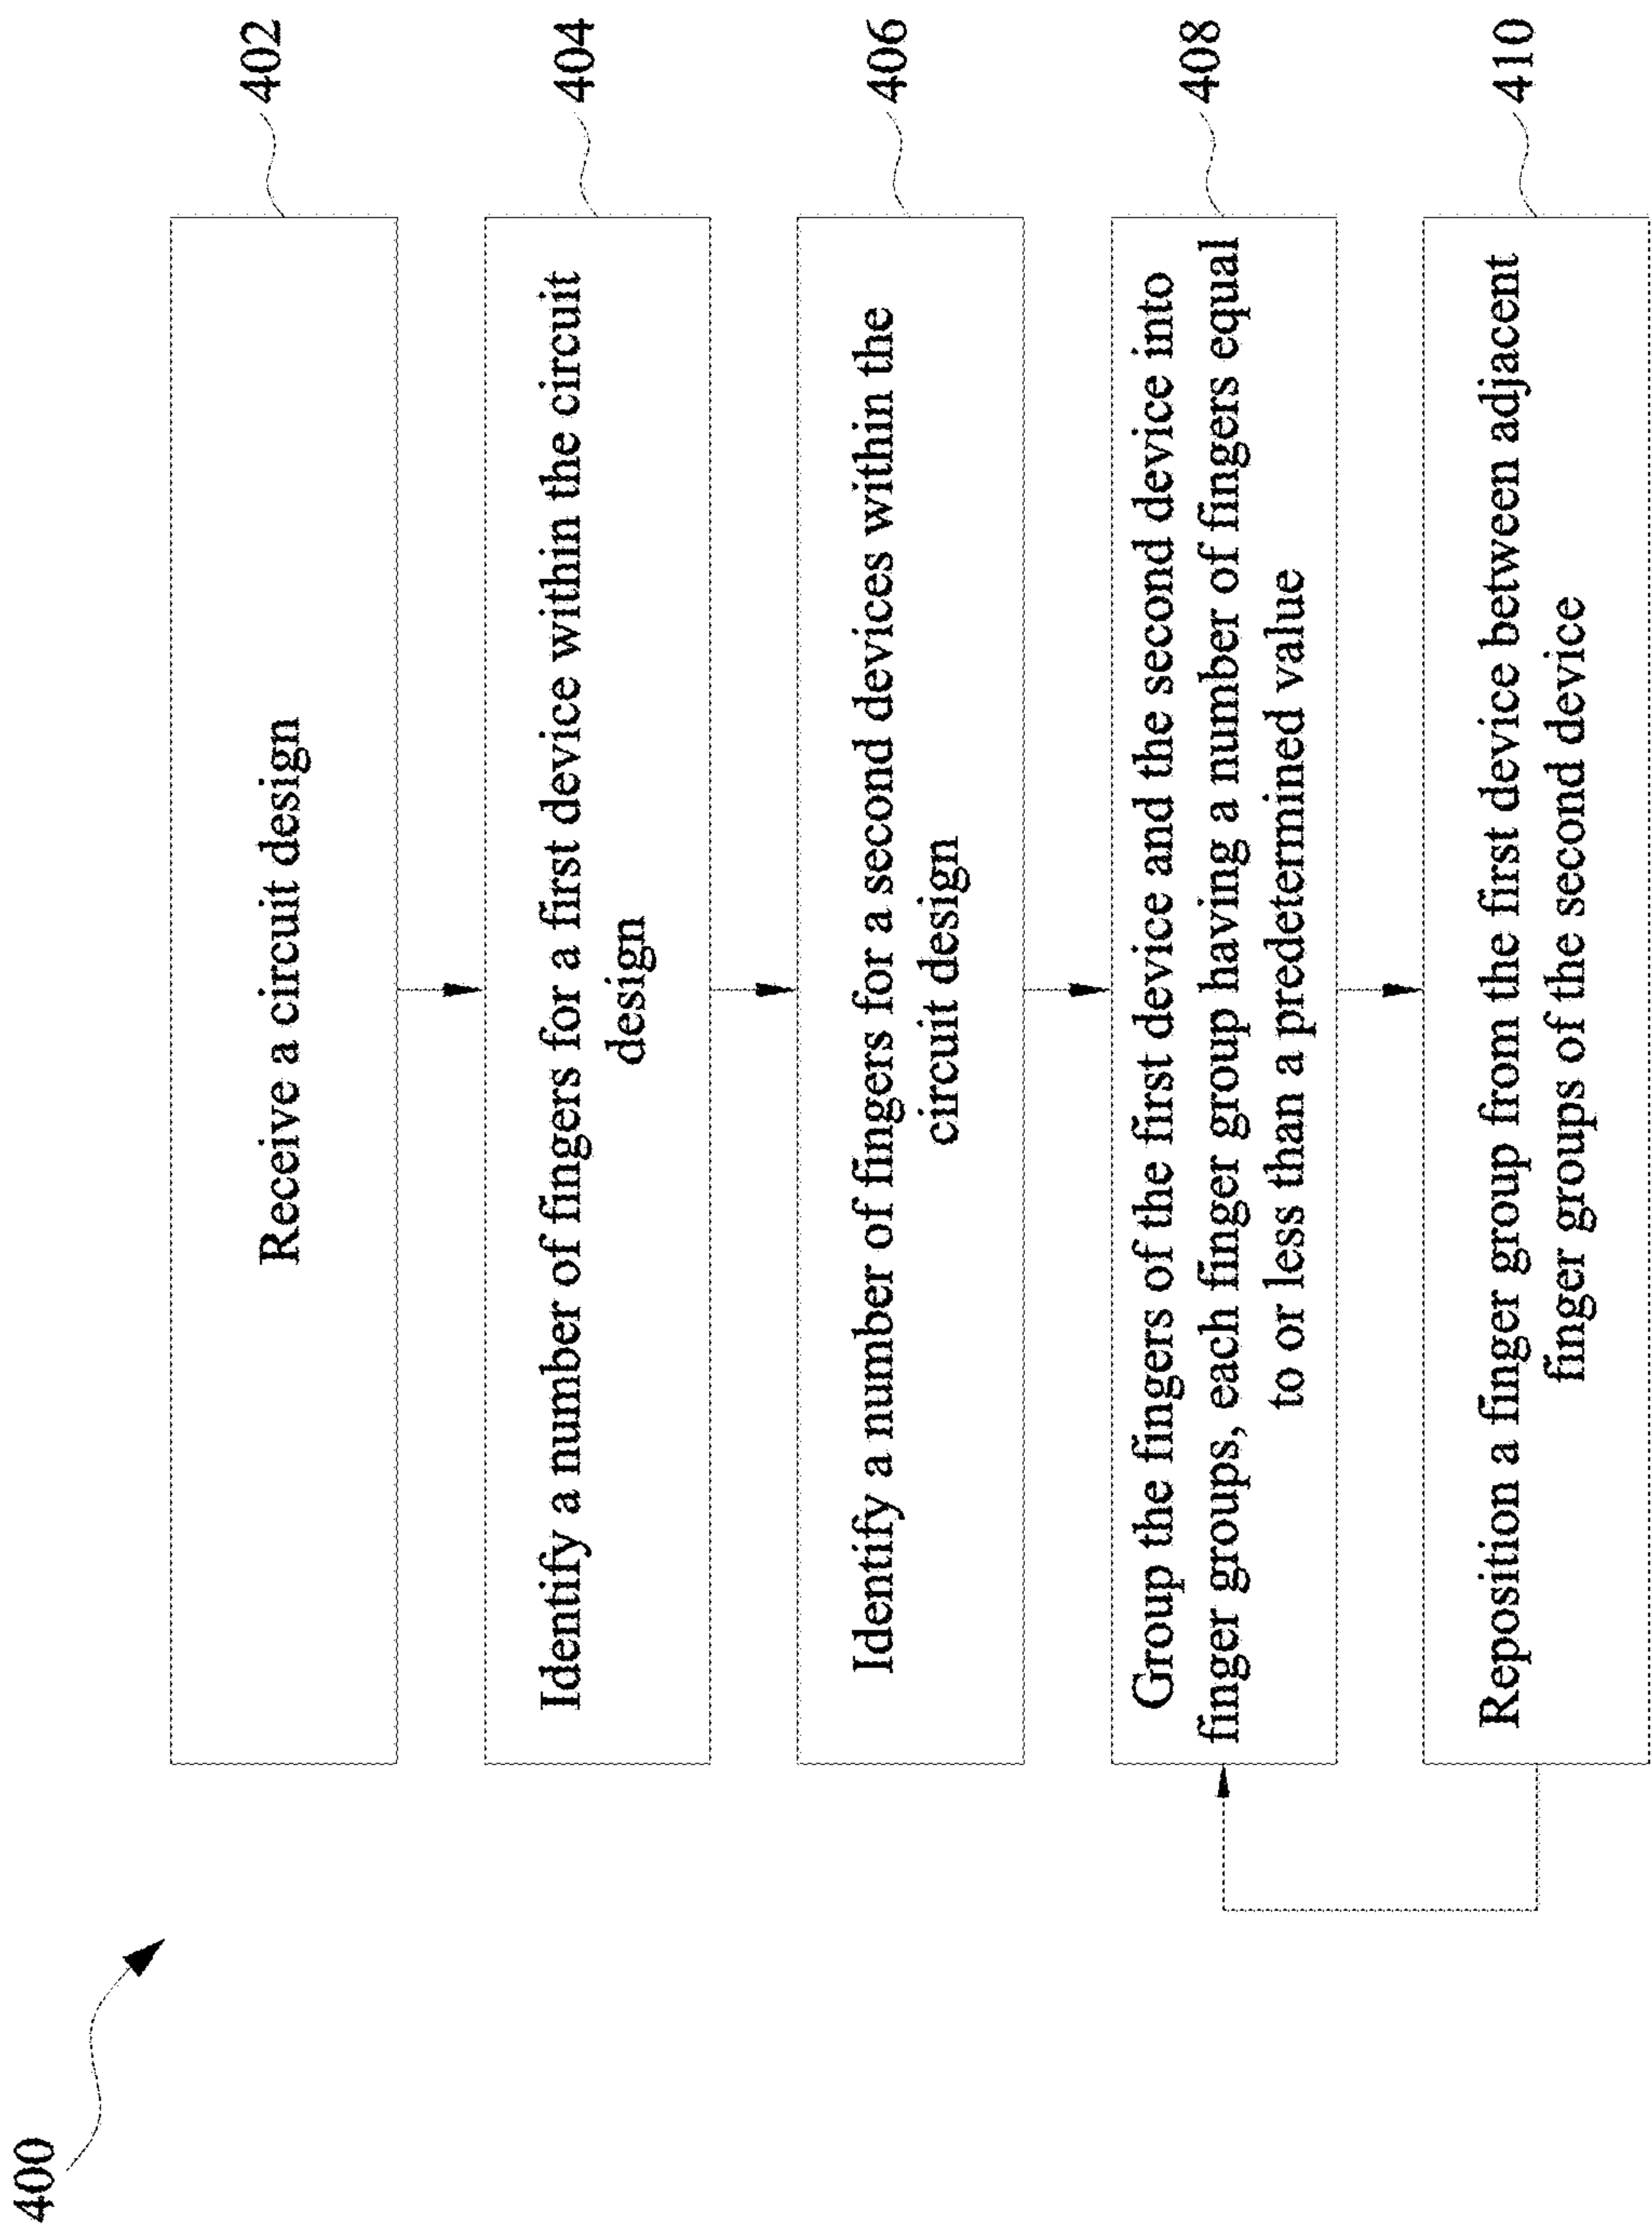 400
Receive a circuit design
402
Identify a number of fingers for a first device within the circuit
design
404
Identify a number of fingers for a second devices within the
circuit design
406
Group the fingers of the first device and the second device into
finger groups, each finger group having a number of fingers equal
to or less than a predetermined value
408
Reposition a finger group from the first device between adjacent
finger groups of the second device
410